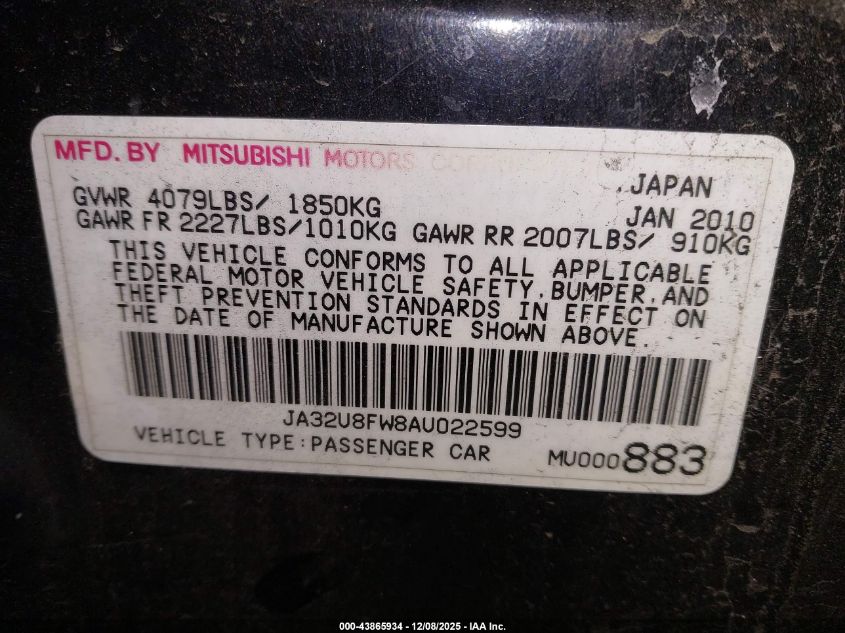 MFD. BY MITSUBISHI MOTORS CORPORATION
JAPAN
GVWR 4079LBS/ 1850KG JAN 2010
GAWR FR 2227LBS/1010KG GAWR RR 2007LBS/ 910KG
THIS VEHICLE CONFORMS TO ALL APPLICABLE
FEDERAL MOTOR VEHICLE SAFETY, BUMPER, AND
THEFT PREVENTION STANDARDS IN EFFECT ON
THE DATE OF MANUFACTURE SHOWN ABOVE.
JA32U8FW8AU022599
VEHICLE TYPE:PASSENGER CAR MU000883
000-43865934 - 12/08/2025 - IAA Inc.